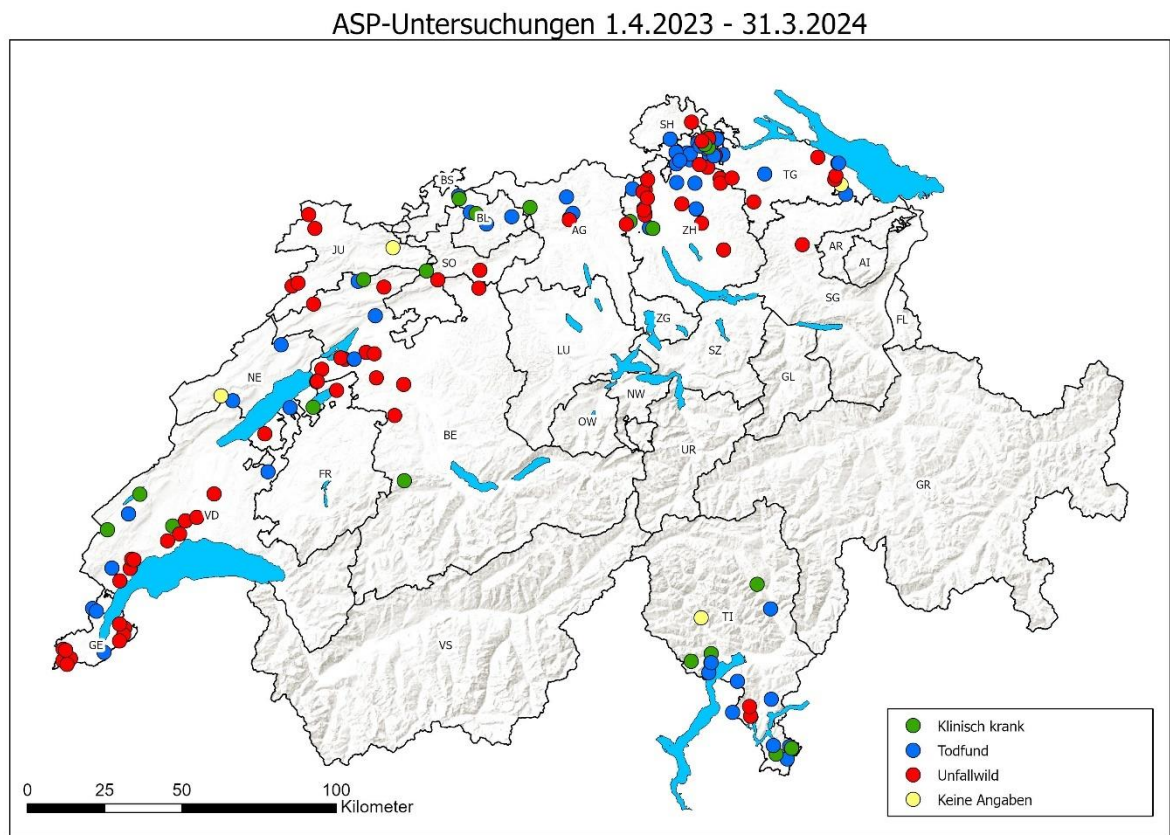 ASP-Untersuchungen 1.4.2023 - 31.3.2024
SH
TG
BS
BL
AG
ZH
JU
SO
AR
AI
SG
FL
ZG
LU
SZ
GL
NE
NW
OW
BE
UR
FR
GR
VD
TI
VS
GE
Klinisch krank
Todfund
Unfallwild
Keine Angaben
0 25 50 100
Kilometer